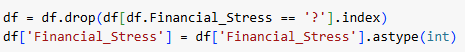 df = df.drop(df[df.Financial_Stress == '?'].index)
df['Financial_Stress'] = df['Financial_Stress'].astype(int)